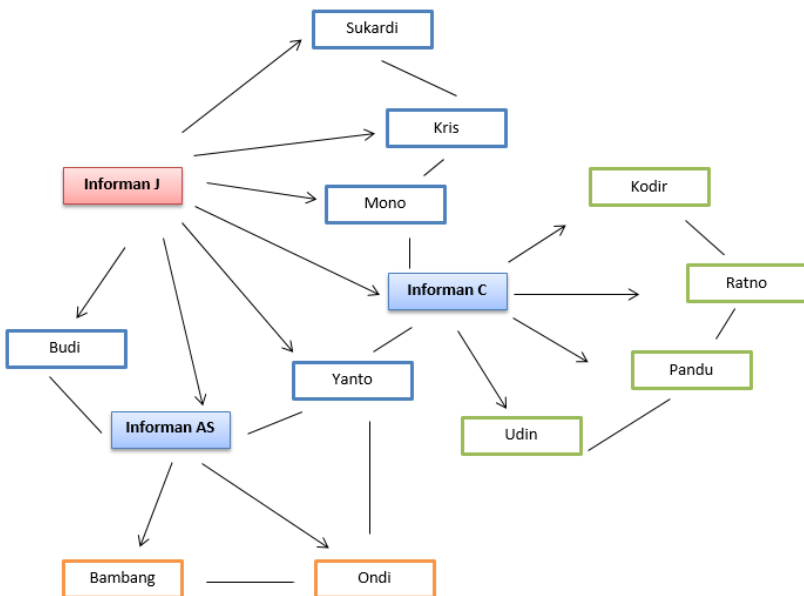 Sukardi
Kris
Informan J
Mono
Kodir
Informan C
Ratno
Budi
Yanto
Pandu
Informan AS
Udin
Bambang
Ondi